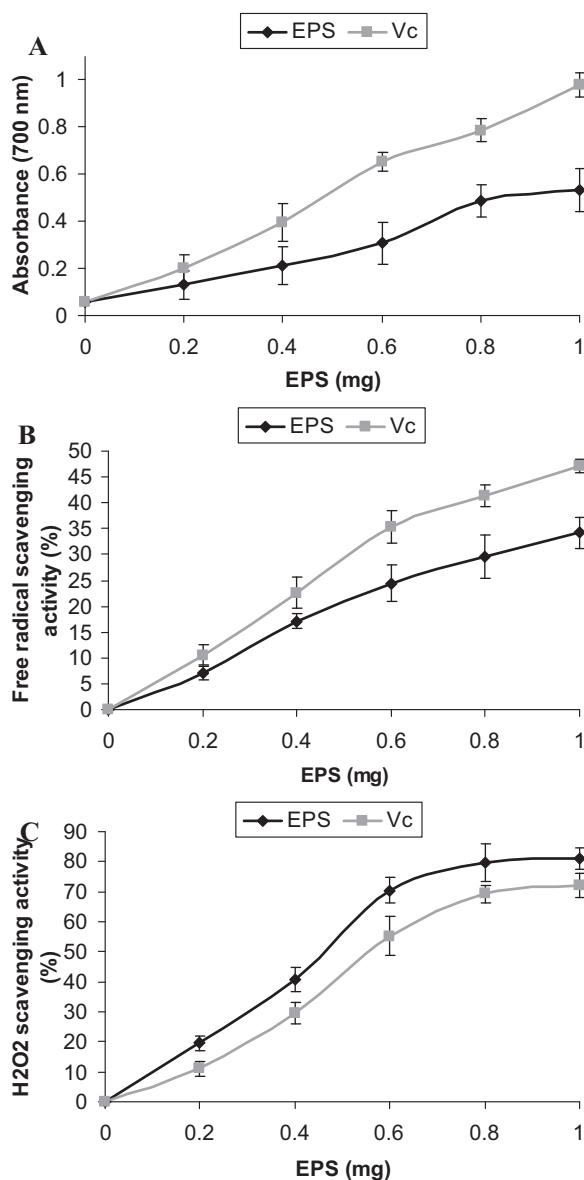 A
EPS Vc
Absorbance (700 nm)
1
0.8
0.6
0.4
0.2
0
0 0.2 0.4 0.6 0.8 1
EPS (mg)
B
EPS Vc
Free radical scavenging
activity (%)
50
45
40
35
30
25
20
15
10
5
0
0 0.2 0.4 0.6 0.8 1
EPS (mg)
C
EPS Vc
H2O2 scavenging activity
(%)
90
80
70
60
50
40
30
20
10
0
0 0.2 0.4 0.6 0.8 1
EPS (mg)